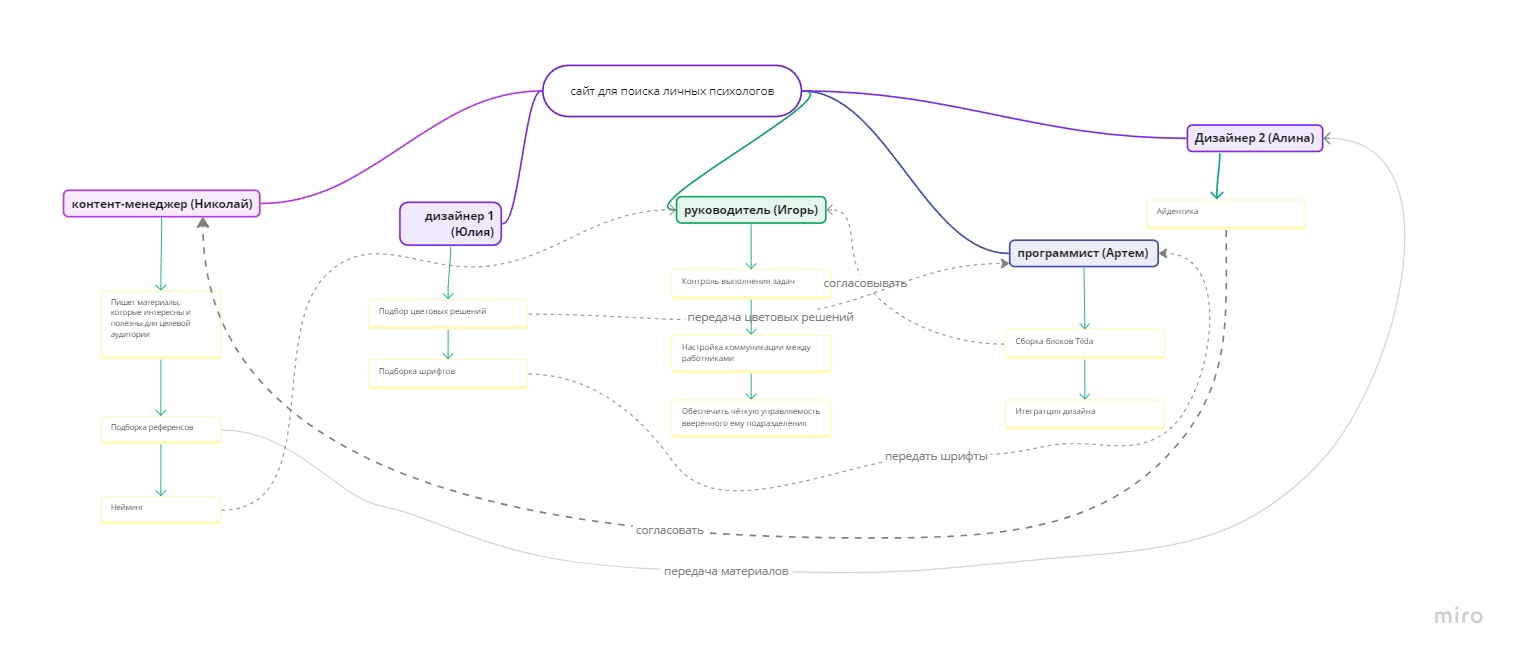 сайт для поиска личных психологов
Дизайнер 2 (Алина)
контент-менеджер (Николай)
дизайнер 1
(Юлия)
руководитель (Игорь)
Айдентика
программист (Артем)
Контроль выполнения задач
согласовывать
Пишет материалы,
которые интересны и
полезны для целевой
аудитории
Подбор цветовых решений
передача цветовых решений
Настройка коммуникации между
работниками
Сборка блоков Tilda
Подборка шрифтов
Обеспечить чёткую управляемость
вверенного ему подразделения
Итегратция дизайна
Подборка референсов
передать шрифты
Нейминг
согласовать
передача материалов
miro